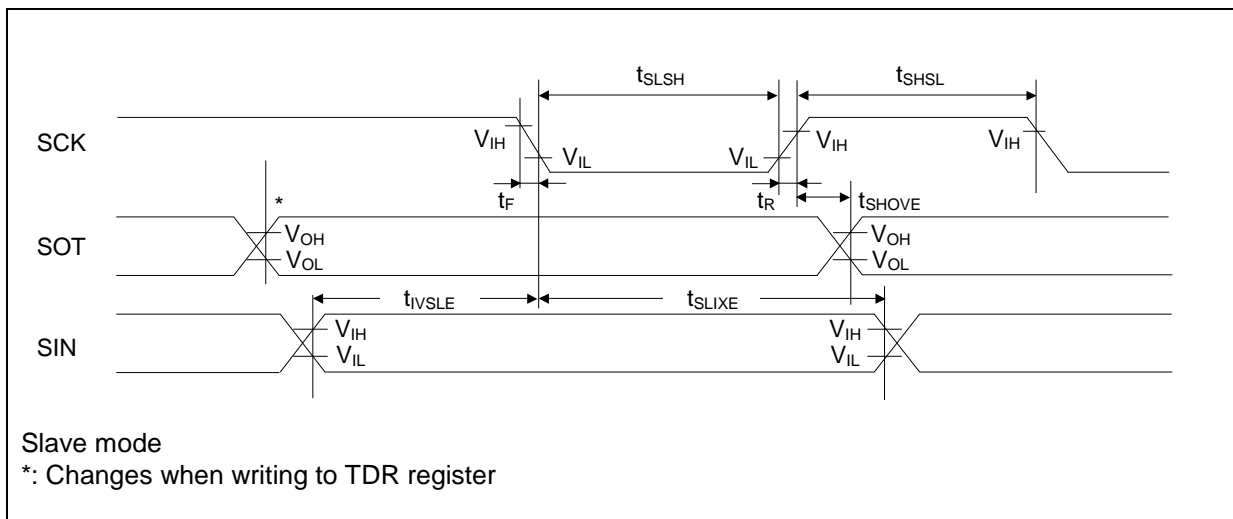 tSLSH tSHSL
SCK VIH VIL VIL VIH VIH
tF tR tSHOVE
*
SOT VOH VOL VOH VOL
tIVSLE tSLIXE
SIN VIH VIL VIH VIL
Slave mode
*: Changes when writing to TDR register